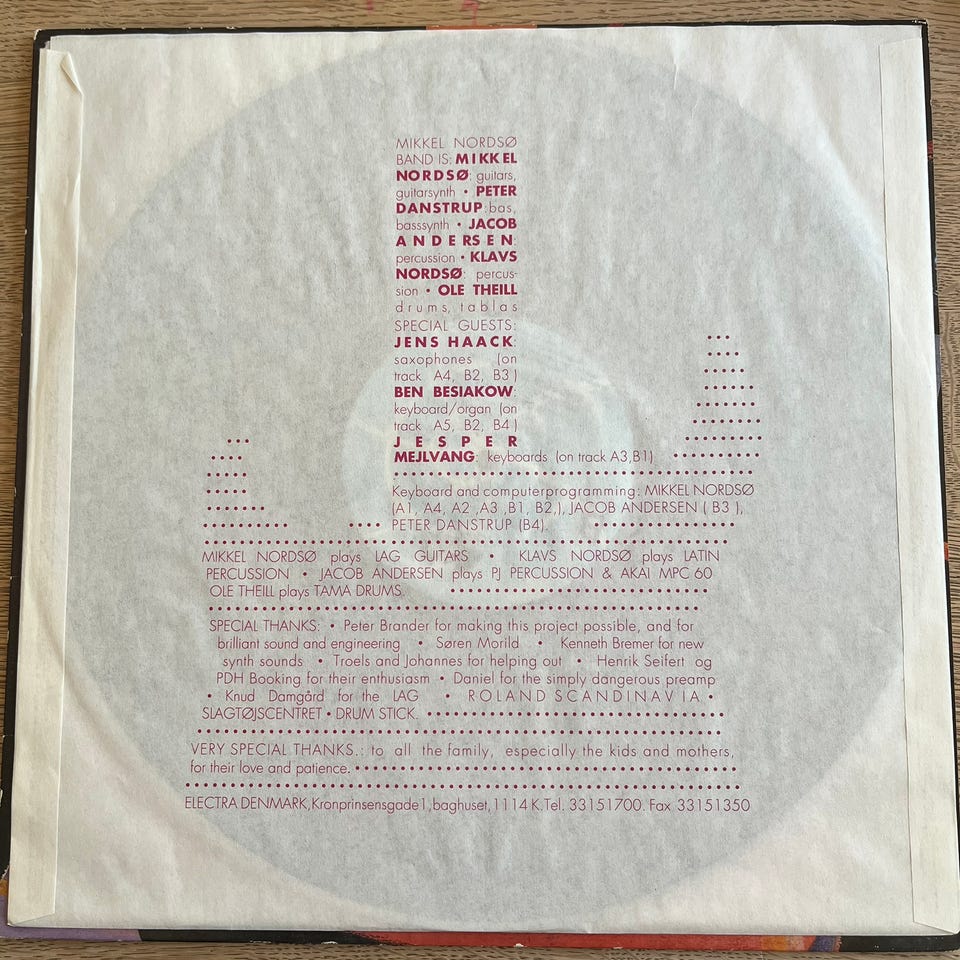 MIKKEL NORDSØ
BAND IS: MIKKEL
NORDSØ: guitars,
guitarsynth • PETER
DANSTRUP: bas,
basssynth • JACOB
ANDERSEN:
percussion • KLAVS
NORDSØ: percus-
sion • OLE THEILL
drums, tablas
SPECIAL GUESTS:
JENS HAACK:
saxophones (on
track A4, B2, B3 )
BEN BESIAKOW:
keyboard/organ (on
track A5, B2, B4 )
JESPER
MEJLVANG: keyboards (on track A3,B1)
Keyboard and computerprogramming: MIKKEL NORDSØ
(A1, A4, A2 ,A3 ,B1, B2,), JACOB ANDERSEN ( B3 ),
PETER DANSTRUP (B4).
MIKKEL NORDSØ plays LAG GUITARS • KLAVS NORDSØ plays LATIN
PERCUSSION • JACOB ANDERSEN plays PJ PERCUSSION & AKAI MPC 60
OLE THEILL plays TAMA DRUMS.
SPECIAL THANKS: • Peter Brander for making this project possible, and for
brilliant sound and engineering • Søren Morild • Kenneth Bremer for new
synth sounds • Troels and Johannes for helping out • Henrik Seifert og
PDH Booking for their enthusiasm • Daniel for the simply dangerous preamp
• Knud Damgård for the LAG • ROLAND SCANDINAVIA •
SLAGTØJSCENTRET • DRUM STICK.
VERY SPECIAL THANKS.: to all the family, especially the kids and mothers,
for their love and patience.
ELECTRA DENMARK, Kronprinsensgade1, baghuset, 1114 K. Tel. 33151700. Fax 33151350